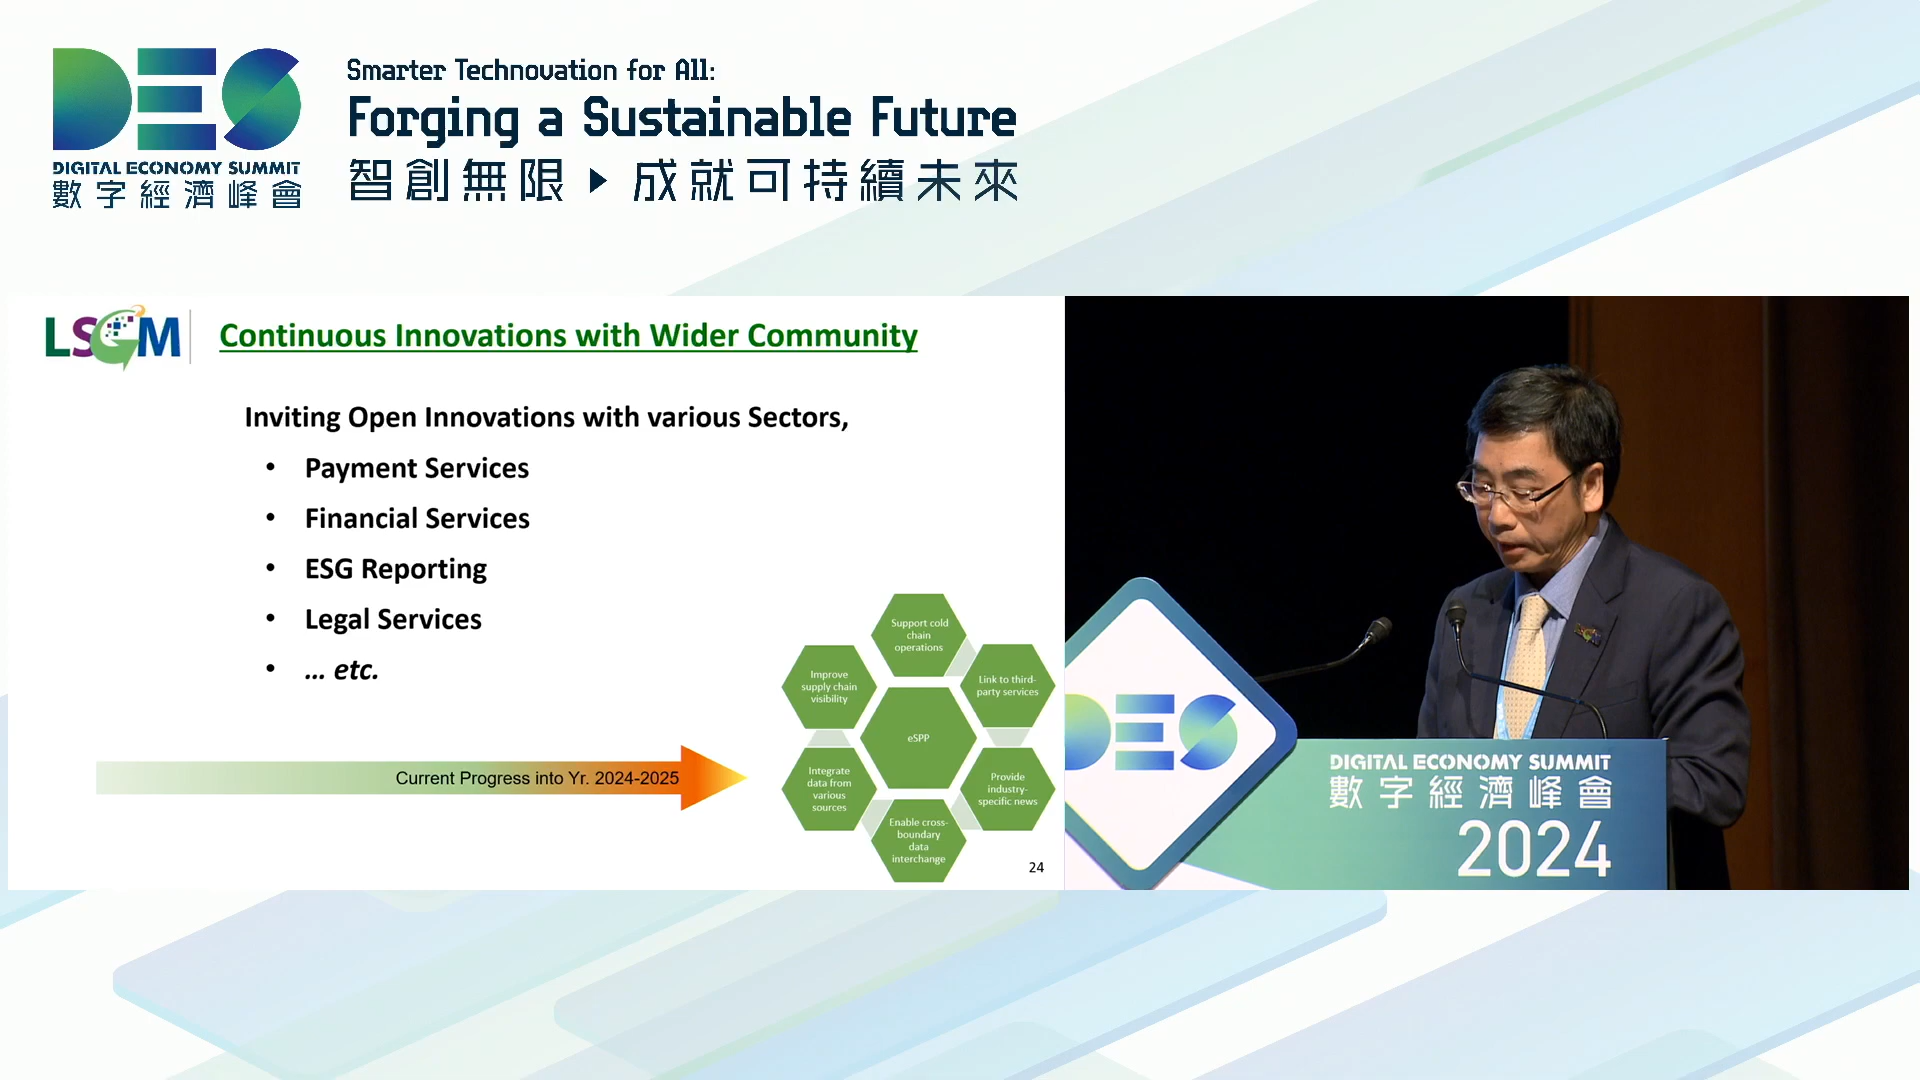 DES
DIGITAL ECONOMY SUMMIT
數字經濟峰會
Smarter Technovation for All:
Forging a Sustainable Future
智創無限 ▶ 成就可持續未來
LSCM
Continuous Innovations with Wider Community
Inviting Open Innovations with various Sectors,
• Payment Services
• Financial Services
• ESG Reporting
• Legal Services
• ... etc.
Current Progress into Yr. 2024-2025
Support cold
chain
operations
Link to third-
party services
Provide
industry-
specific news
Enable cross-
boundary
data
interchange
Integrate
data from
various
sources
Improve
supply chain
visibility
eSPP
24
DES
DIGITAL ECONOMY SUMMIT
數字經濟峰會
2024